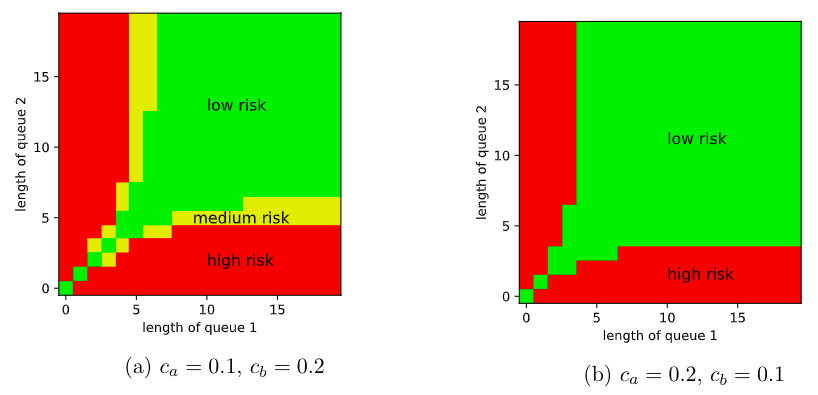 15
10
5
0
length of queue 2
low risk
medium risk
high risk
0 5 10 15
length of queue 1
(a) c_a = 0.1, c_b = 0.2
15
10
5
0
length of queue 2
low risk
high risk
0 5 10 15
length of queue 1
(b) c_a = 0.2, c_b = 0.1